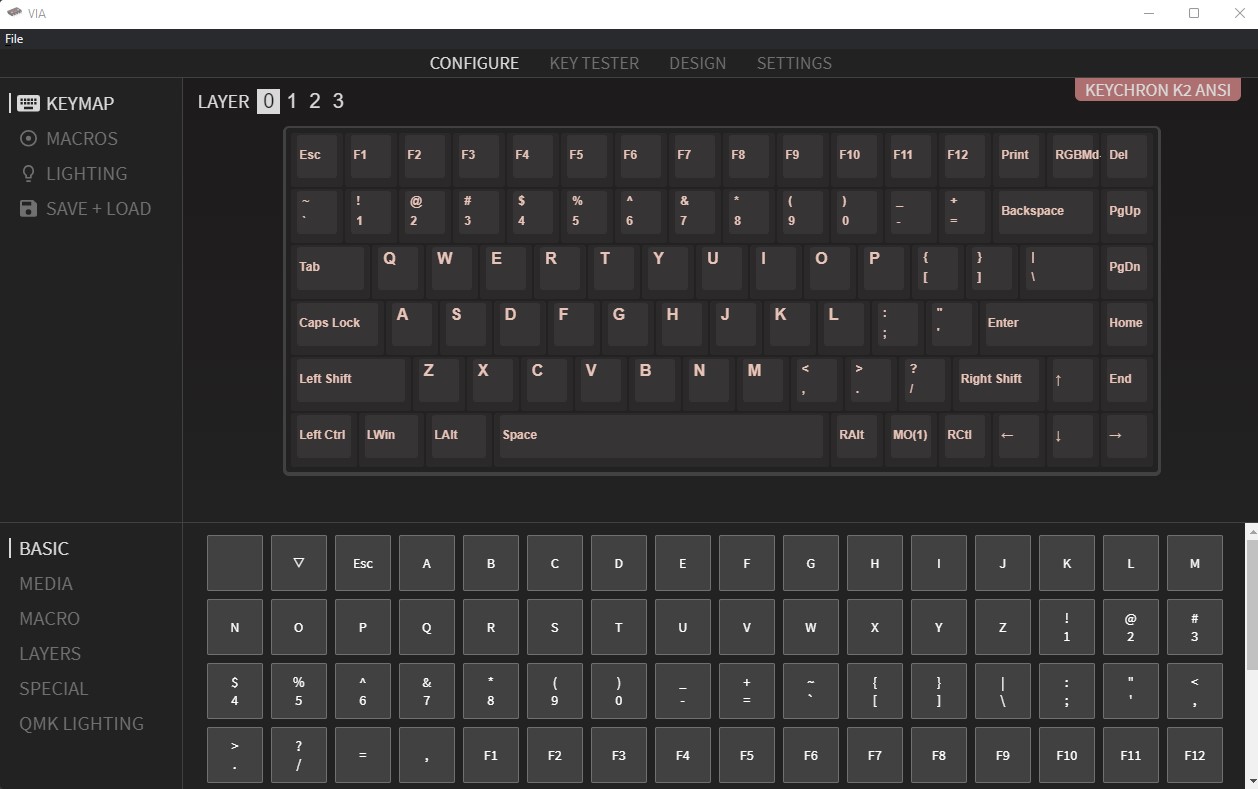 VIA
File
CONFIGURE KEY TESTER DESIGN SETTINGS
KEYMAP
MACROS
LIGHTING
SAVE + LOAD
LAYER 0 1 2 3
KEYCHRON K2 ANSI
Esc F1 F2 F3 F4 F5 F6 F7 F8 F9 F10 F11 F12 Print RGBMd- Del
~ ! @ # $ % ^ & * ( ) _ +
` 1 2 3 4 5 6 7 8 9 0 - = Backspace PgUp
Tab Q W E R T Y U I O P { } | PgDn
[ ] \
Caps Lock A S D F G H J K L : " Enter Home
; '
Left Shift Z X C V B N M < > ? Right Shift ↑ End
, . /
Left Ctrl LWin LAlt Space RAlt MO(1) RCtl ← ↓ →
BASIC
MEDIA
MACRO
LAYERS
SPECIAL
QMK LIGHTING
▽ Esc A B C D E F G H I J K L M
N O P Q R S T U V W X Y Z ! @ #
1 2 3
$ % ^ & * ( ) _ + ~ { } | : " <
4 5 6 7 8 9 0 - = ` [ ] \ ; ' ,
> ? = , F1 F2 F3 F4 F5 F6 F7 F8 F9 F10 F11 F12
. /